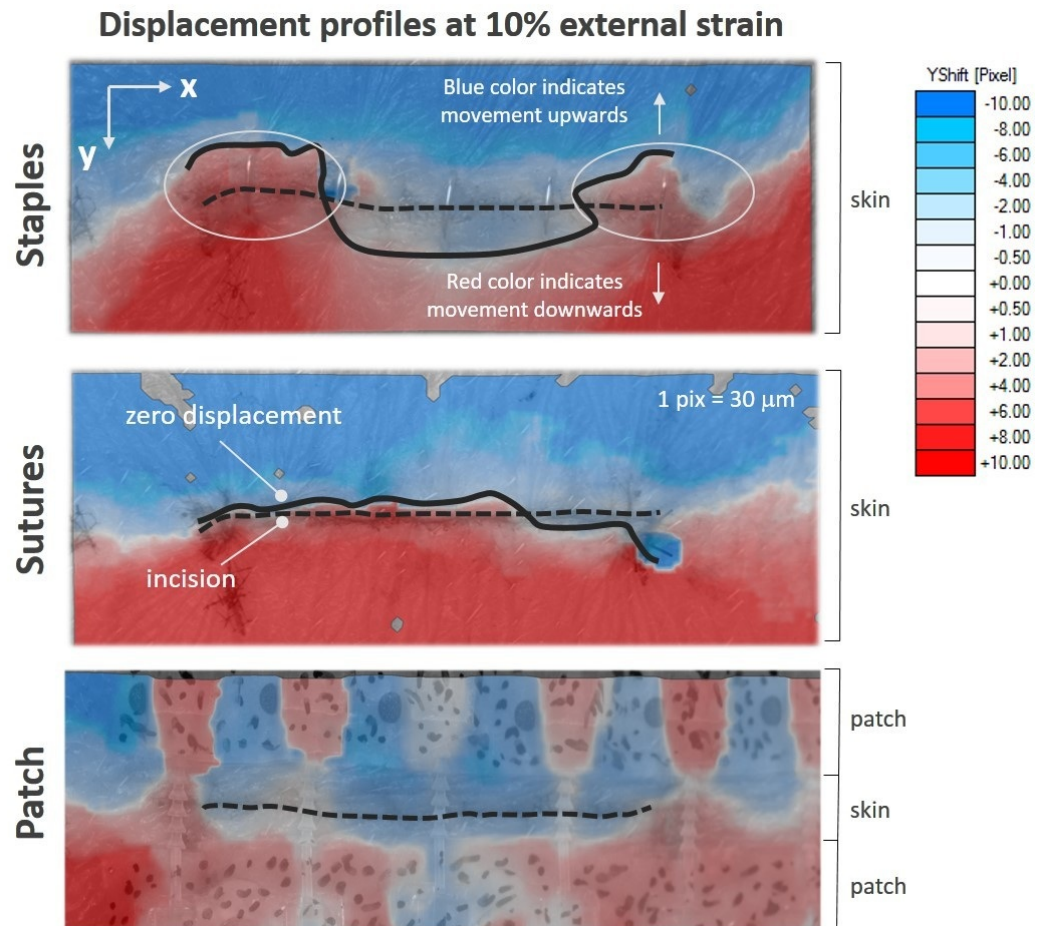 Displacement profiles at 10% external strain
Staples
x
y
Blue color indicates
movement upwards
Red color indicates
movement downwards
skin
YShift [Pixel]
-10.00
-8.00
-6.00
-4.00
-2.00
-1.00
-0.50
+0.00
+0.50
+1.00
+2.00
+4.00
+6.00
+8.00
+10.00
Sutures
zero displacement
1 pix = 30 μm
incision
skin
Patch
patch
skin
patch